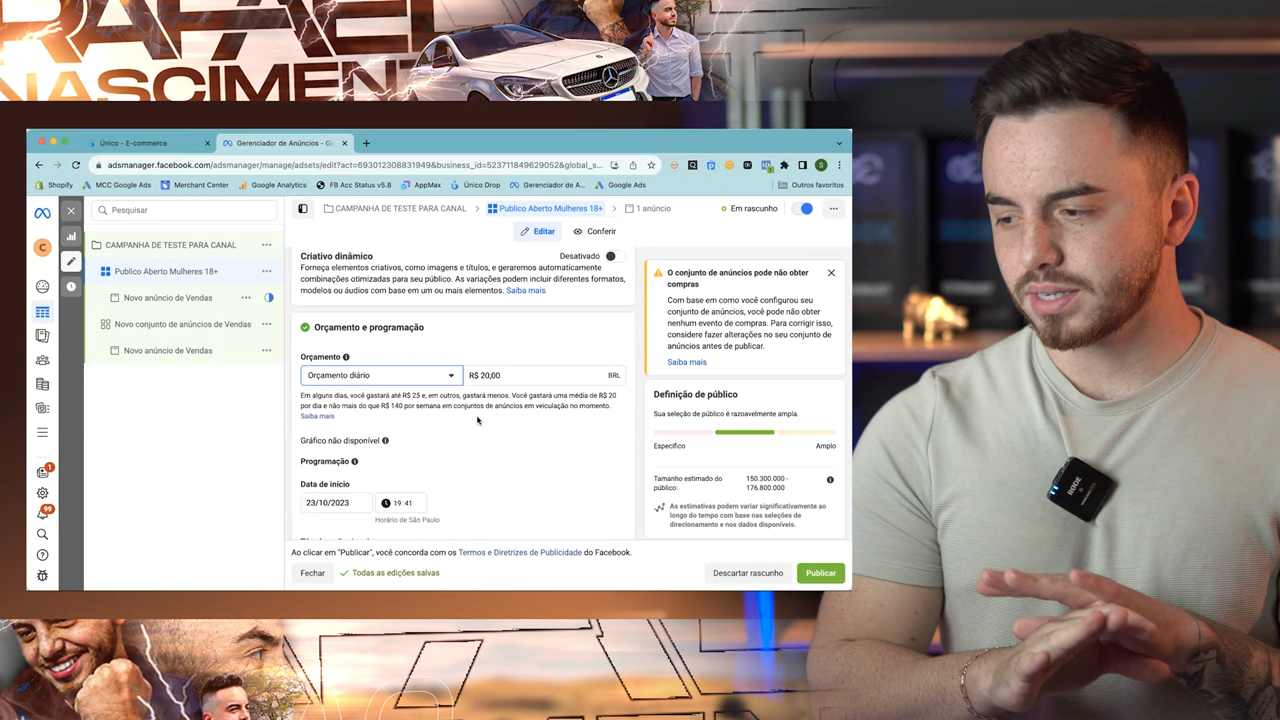 RAFAEL
NASCIMEN
Único - E-commerce
Gerenciador de Anúncios - G
adsmanager.facebook.com/adsmanager/manage/adsets/edit?act=693012308831949&business_id=523711849629052&global_s...
Shopify
MCC Google Ads
Merchant Center
Google Analytics
FB Acc Status v5.8
AppMax
Único Drop
Gerenciador de A...
Google Ads
Outros favoritos
S
Pesquisar
C
CAMPANHA DE TESTE PARA CANAL
Publico Aberto Mulheres 18+
Novo anúncio de Vendas
Novo conjunto de anúncios de Vendas
Novo anúncio de Vendas
1
99
CAMPANHA DE TESTE PARA CANAL
Publico Aberto Mulheres 18+
1 anúncio
Em rascunho
Editar
Conferir
Criativo dinâmico
Desativado
Forneça elementos criativos, como imagens e títulos, e geraremos automaticamente
combinações otimizadas para seu público. As variações podem incluir diferentes formatos,
modelos ou áudios com base em um ou mais elementos. Saiba mais
Orçamento e programação
Orçamento
Orçamento diário
R$ 20,00
BRL
Em alguns dias, você gastará até R$ 25 e, em outros, gastará menos. Você gastará uma média de R$ 20
por dia e não mais do que R$ 140 por semana em conjuntos de anúncios em veiculação no momento.
Saiba mais
Gráfico não disponível
Programação
Data de início
23/10/2023
19:41
Horário de São Paulo
O conjunto de anúncios pode não obter
compras
Com base em como você configurou seu
conjunto de anúncios, você pode não obter
nenhum evento de compras. Para corrigir isso,
considere fazer alterações no seu conjunto
de anúncios antes de publicar.
Saiba mais
Definição de público
Sua seleção de público é razoavelmente ampla.
Específico
Amplo
Tamanho estimado do
público:
150.300.000 -
176.800.000
As estimativas podem variar significativamente ao
longo do tempo com base nas seleções de
direcionamento e nos dados disponíveis.
Ao clicar em "Publicar", você concorda com os Termos e Diretrizes de Publicidade do Facebook.
Fechar
Todas as edições salvas
Descartar rascunho
Publicar
RØDE